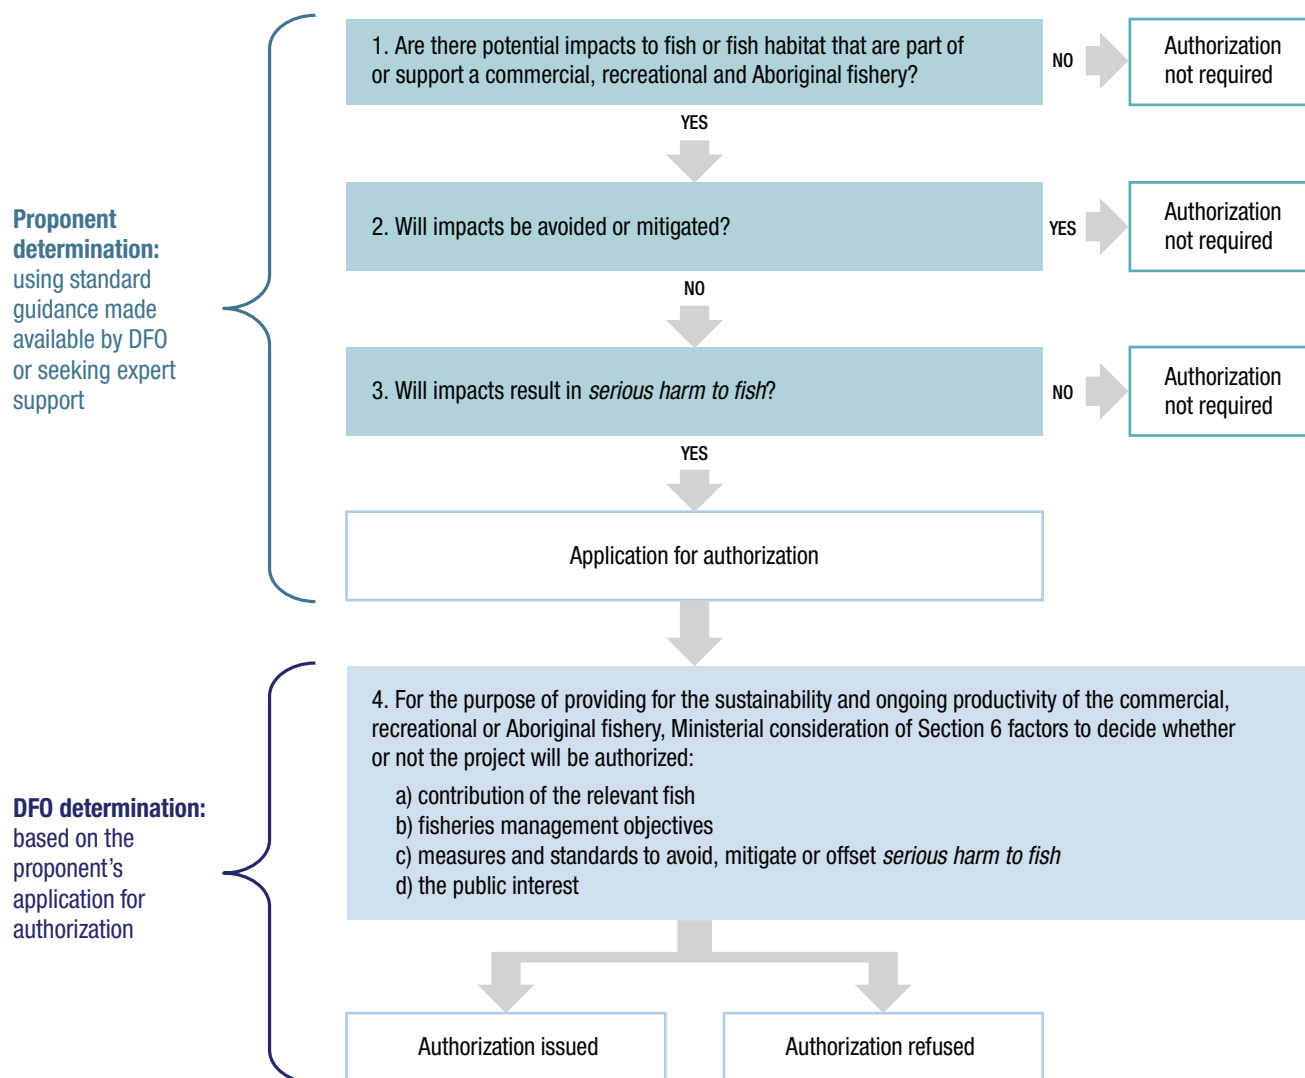 1. Are there potential impacts to fish or fish habitat that are part of
or support a commercial, recreational and Aboriginal fishery?
NO
Authorization
not required
YES
2. Will impacts be avoided or mitigated?
YES
Authorization
not required
NO
3. Will impacts result in serious harm to fish?
NO
Authorization
not required
YES
Application for authorization
Proponent
determination:
using standard
guidance made
available by DFO
or seeking expert
support
4. For the purpose of providing for the sustainability and ongoing productivity of the commercial,
recreational or Aboriginal fishery, Ministerial consideration of Section 6 factors to decide whether
or not the project will be authorized:
a) contribution of the relevant fish
b) fisheries management objectives
c) measures and standards to avoid, mitigate or offset serious harm to fish
d) the public interest
DFO determination:
based on the
proponent's
application for
authorization
Authorization issued
Authorization refused